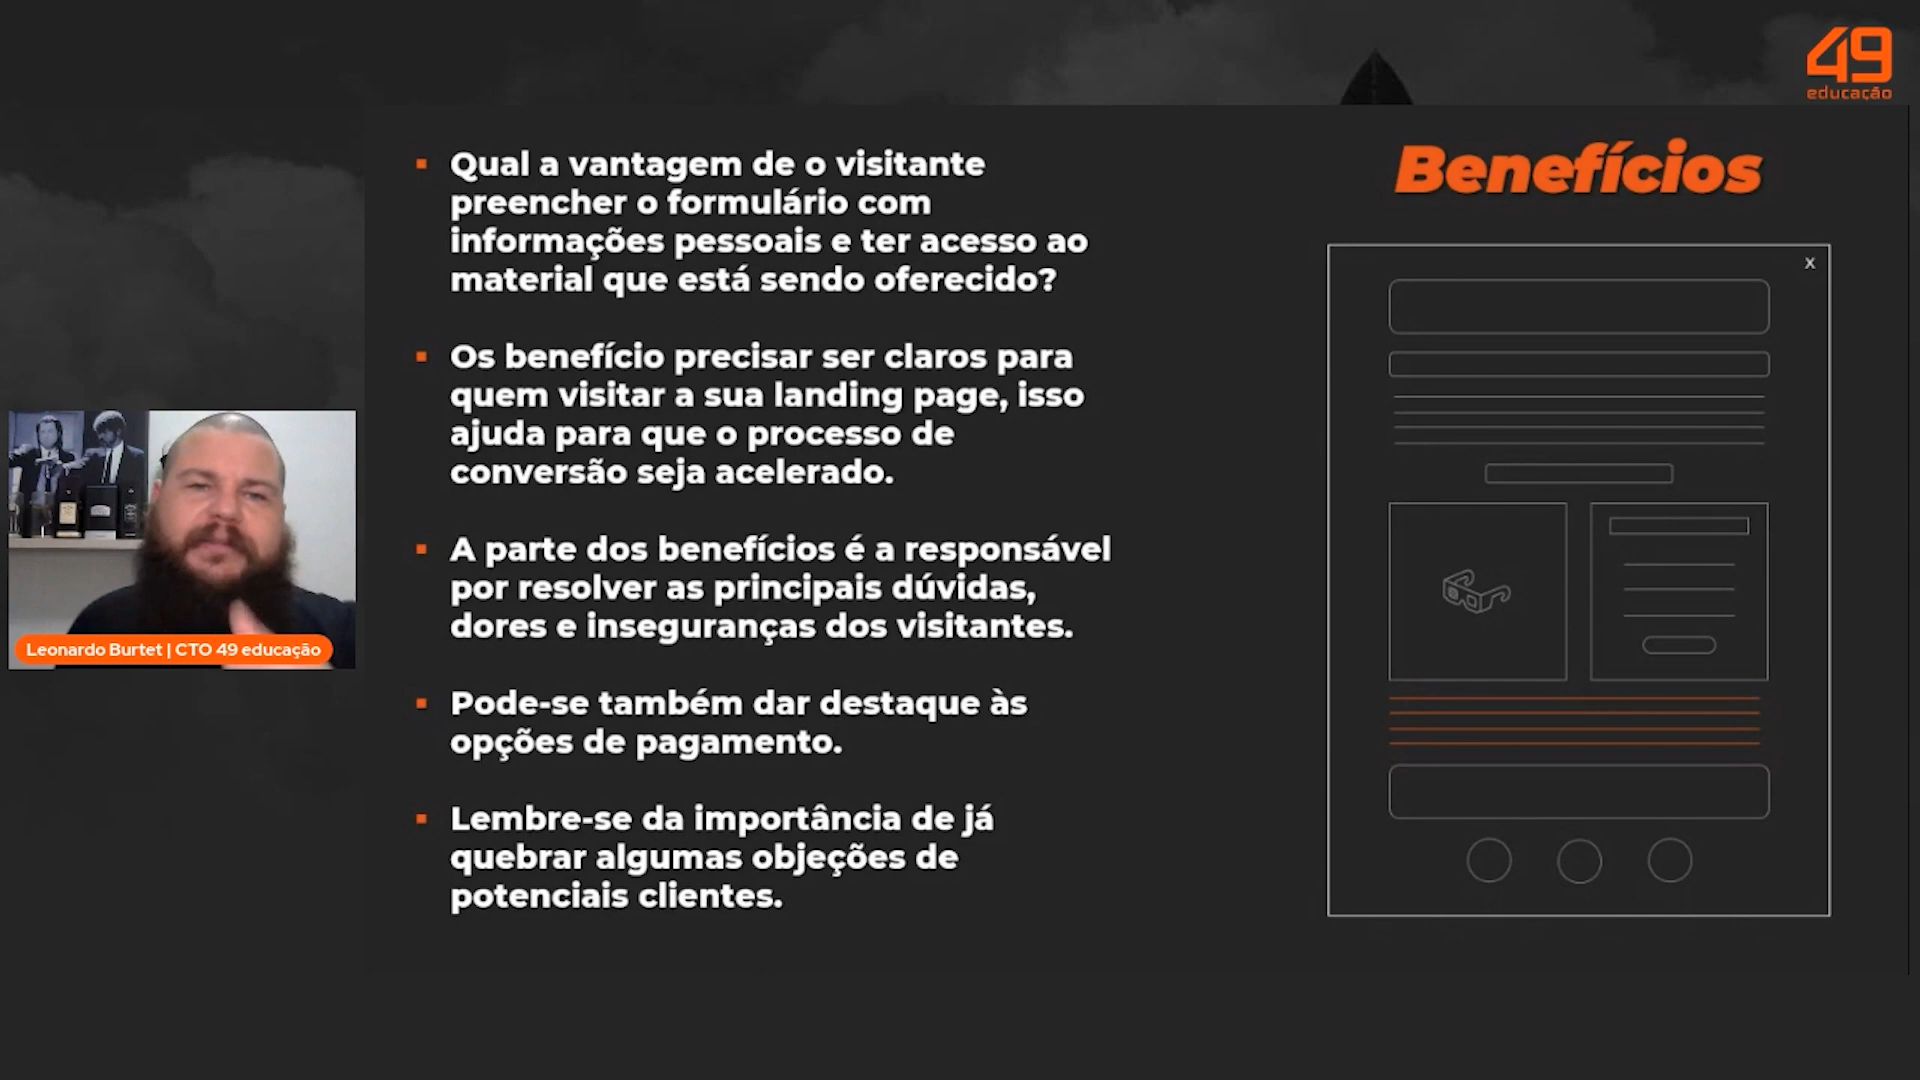 49
educação
Benefícios
▪ Qual a vantagem de o visitante
preencher o formulário com
informações pessoais e ter acesso ao
material que está sendo oferecido?
▪ Os benefício precisar ser claros para
quem visitar a sua landing page, isso
ajuda para que o processo de
conversão seja acelerado.
▪ A parte dos benefícios é a responsável
por resolver as principais dúvidas,
dores e inseguranças dos visitantes.
▪ Pode-se também dar destaque às
opções de pagamento.
▪ Lembre-se da importância de já
quebrar algumas objeções de
potenciais clientes.
x
Leonardo Burtet | CTO 49 educação